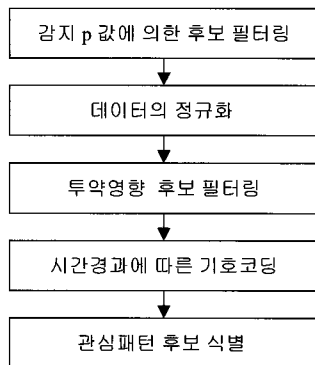 감지 p 값에 의한 후보 필터링
데이터의 정규화
투약영향 후보 필터링
시간경과에 따른 기호코딩
관심패턴 후보 식별